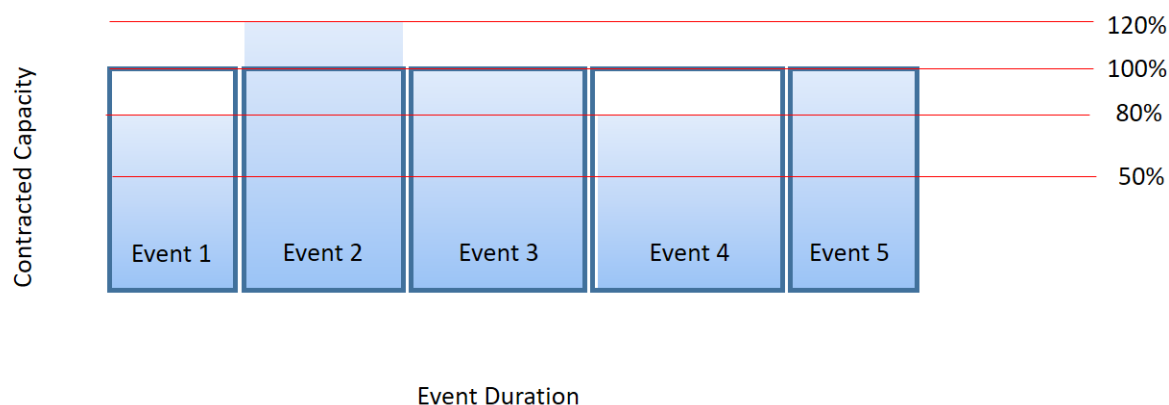 120%
100%
80%
50%
Contracted Capacity
Event 1
Event 2
Event 3
Event 4
Event 5
Event Duration